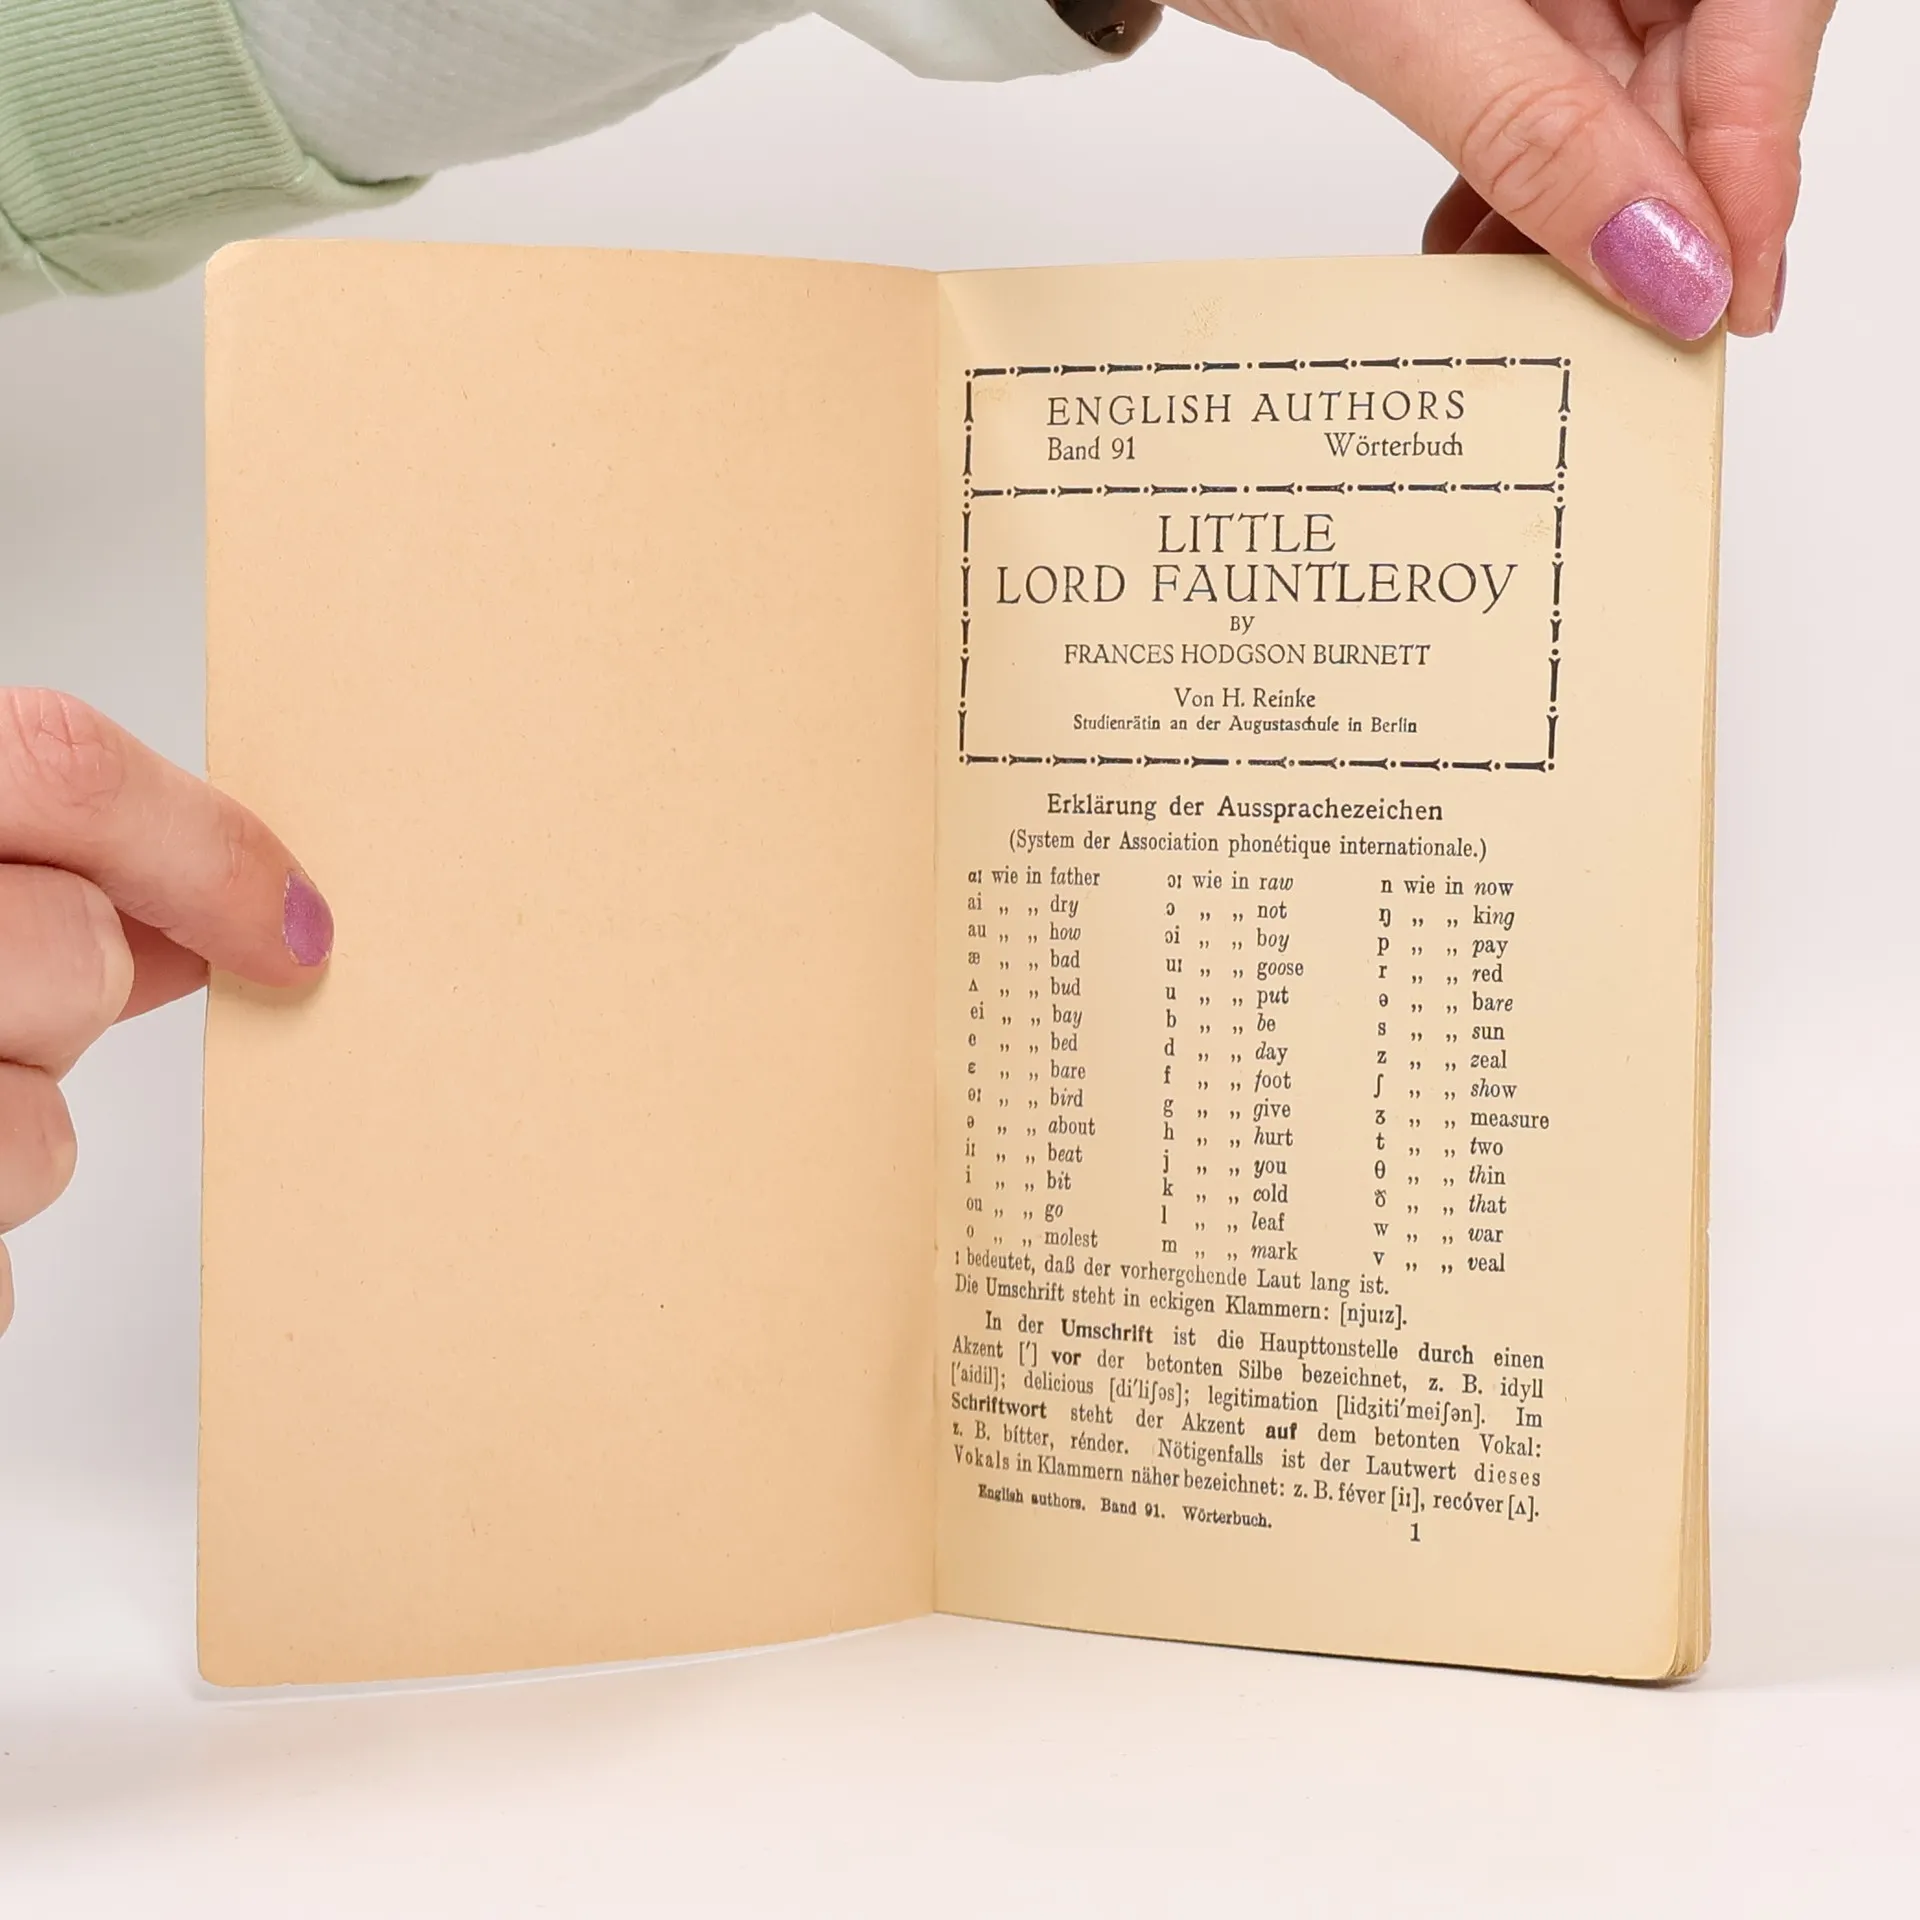 ENGLISH AUTHORS
Band 91 Wörterbuch
LITTLE
LORD FAUNTLEROY
BY
FRANCES HODGSON BURNETT
Von H. Reinke
Studienrätin an der Augustaschule in Berlin
Erklärung der Aussprachezeichen
(System der Association phonétique internationale.)
ɑː wie in father ɔː wie in raw n wie in now
ai „ „ dry ɔ „ „ not ŋ „ „ king
au „ „ how ɔi „ „ boy p „ „ pay
æ „ „ bad uː „ „ goose r „ „ red
ʌ „ „ bud u „ „ put ə „ „ bare
ei „ „ bay b „ „ be s „ „ sun
e „ „ bed d „ „ day z „ „ zeal
ɛ „ „ bare f „ „ foot ʃ „ „ show
əː „ „ bird g „ „ give ʒ „ „ measure
ə „ „ about h „ „ hurt t „ „ two
iː „ „ beat j „ „ you θ „ „ thin
i „ „ bit k „ „ cold ð „ „ that
ou „ „ go l „ „ leaf w „ „ war
o „ „ molest m „ „ mark v „ „ veal
ː bedeutet, daß der vorhergehende Laut lang ist.
Die Umschrift steht in eckigen Klammern: [njuːz].
In der Umschrift ist die Haupttonstelle durch einen
Akzent [ˈ] vor der betonten Silbe bezeichnet, z. B. idyll
[ˈaidil]; delicious [diˈliʃəs]; legitimation [lidʒitiˈmeiʃən]. Im
Schriftwort steht der Akzent auf dem betonten Vokal:
z. B. bítter, rénder. Nötigenfalls ist der Lautwert dieses
Vokals in Klammern näher bezeichnet: z. B. féver [iː], recóver [ʌ].
English authors. Band 91. Wörterbuch. 1